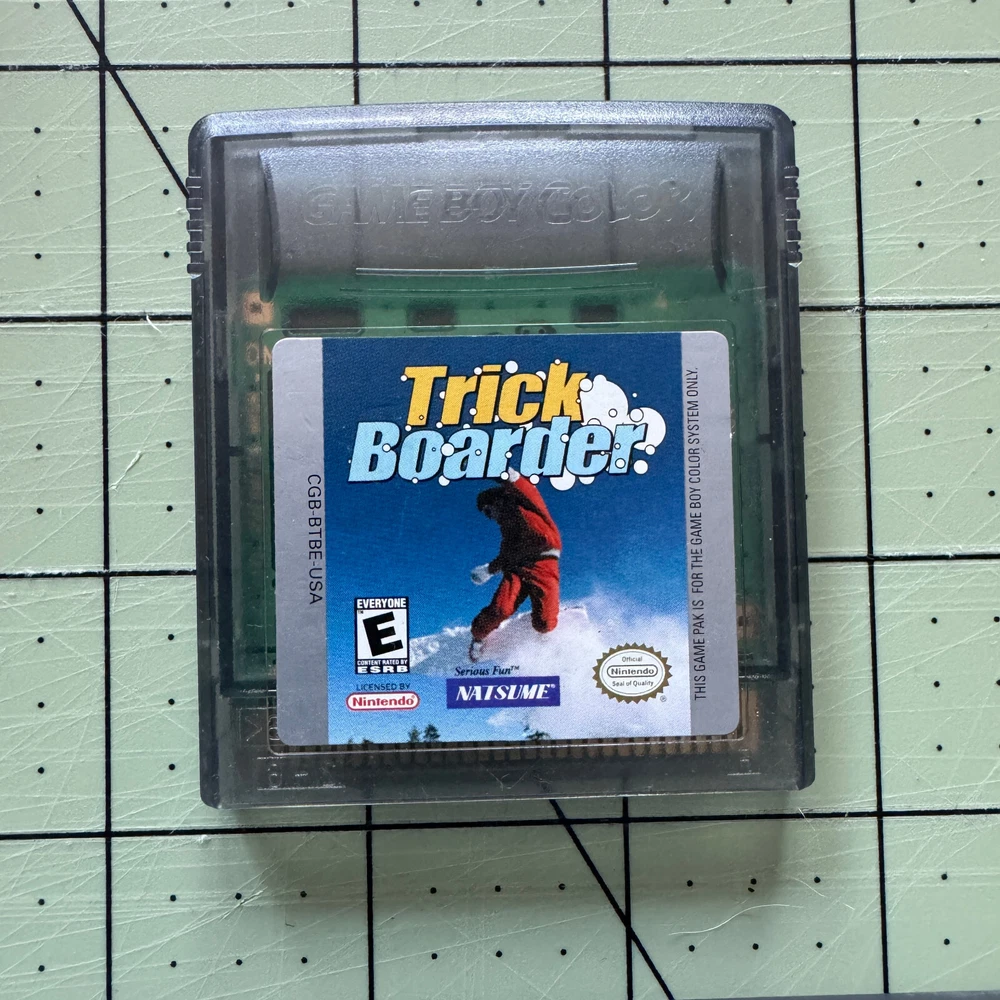 GAME BOY COLOR
Trick
Boarder
CGB-BTBE-USA
THIS GAME PAK IS FOR THE GAME BOY COLOR SYSTEM ONLY.
EVERYONE
E
CONTENT RATED BY
ESRB
LICENSED BY
Nintendo
Serious Fun™
NATSUME®
Official
Nintendo
Seal of Quality
®